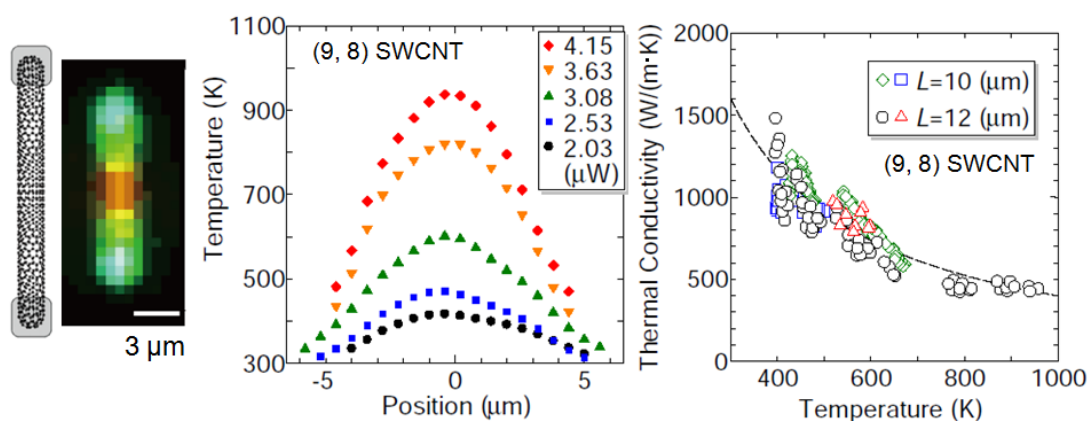 3 μm
Temperature (K)
1100
900
700
500
300
-5
0
5
Position (μm)
(9, 8) SWCNT
4.15
3.63
3.08
2.53
2.03
(μW)
Thermal Conductivity (W/(m·K))
2000
1500
1000
500
0
400
600
800
1000
Temperature (K)
L=10 (μm)
L=12 (μm)
(9, 8) SWCNT